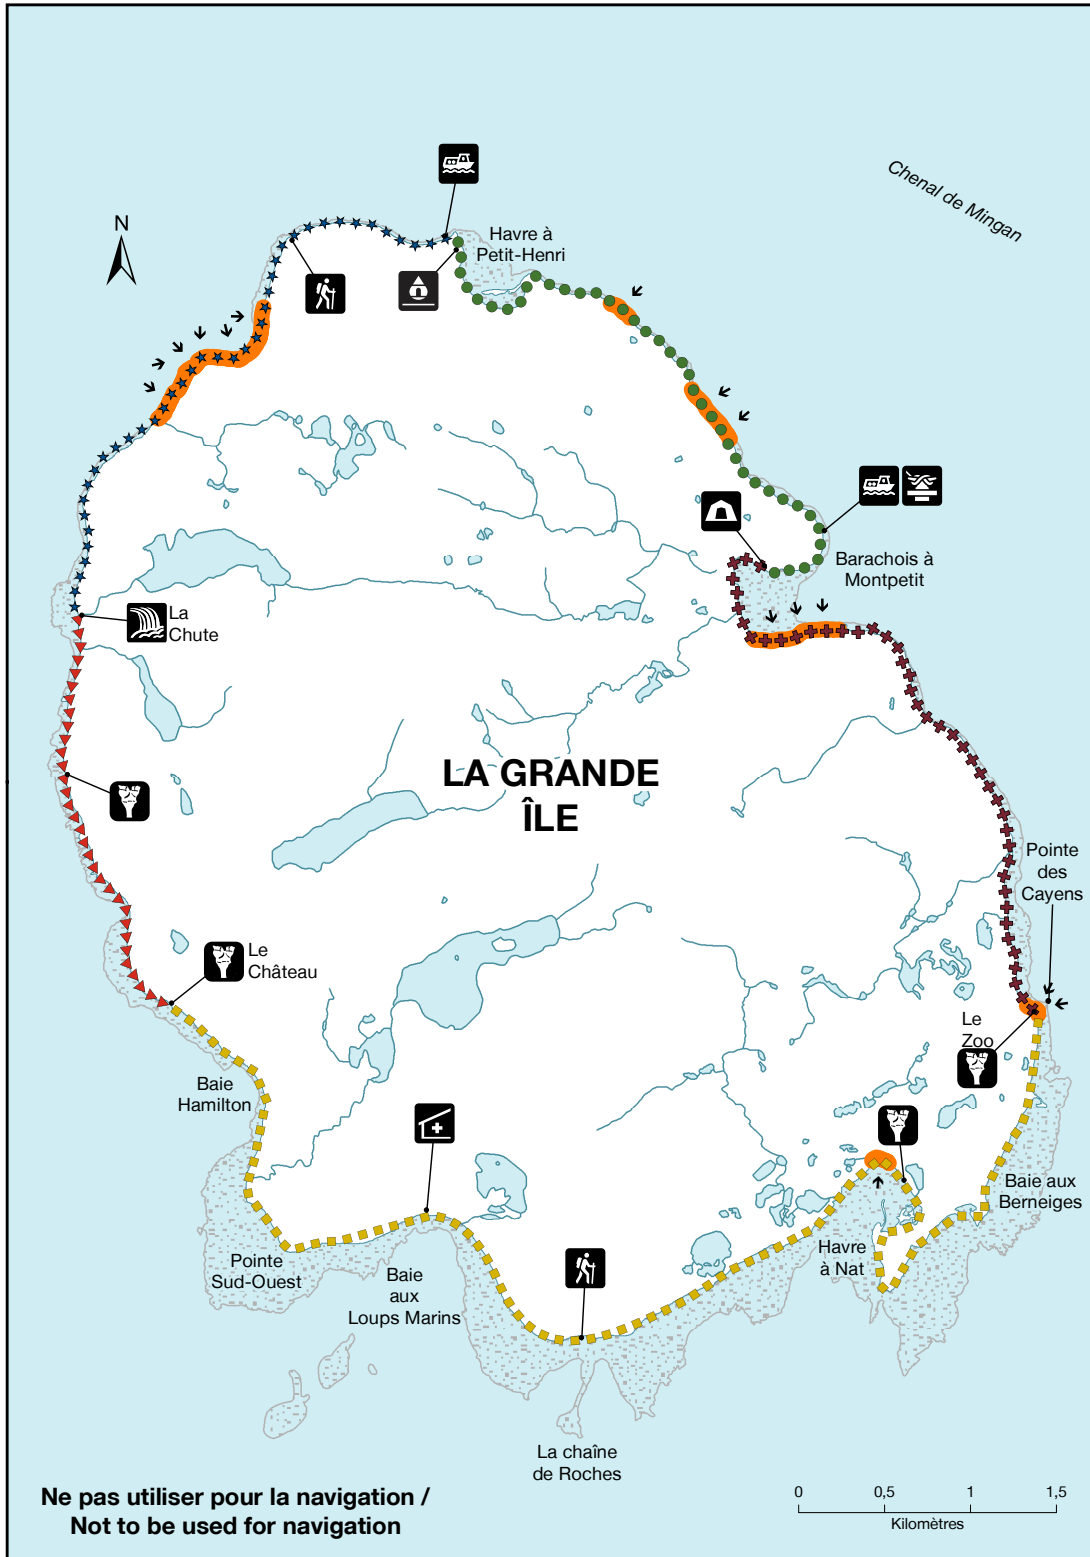 Chenal de Mingan
N
Havre à
Petit-Henri
Barachois à
Montpetit
La
Chute
LA GRANDE
ÎLE
Pointe
des
Cayens
Le
Château
Le
Zoo
Baie
Hamilton
Baie aux
Berneiges
Havre
à Nat
Pointe
Sud-Ouest
Baie
aux
Loups Marins
La chaîne
de Roches
Ne pas utiliser pour la navigation /
Not to be used for navigation
0 0,5 1 1,5
Kilomètres